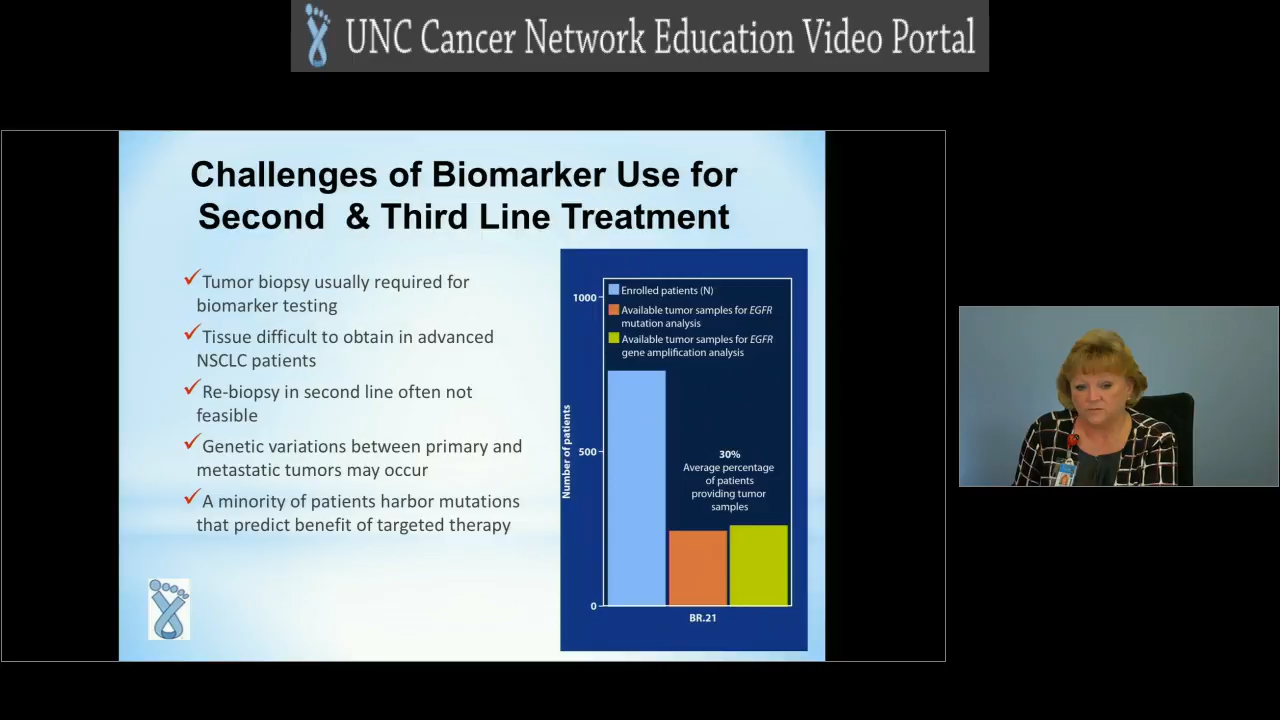 UNC Cancer Network Education Video Portal
Challenges of Biomarker Use for
Second & Third Line Treatment
Tumor biopsy usually required for
biomarker testing
Tissue difficult to obtain in advanced
NSCLC patients
Re-biopsy in second line often not
feasible
Genetic variations between primary and
metastatic tumors may occur
A minority of patients harbor mutations
that predict benefit of targeted therapy
Number of patients
1000
500
0
Enrolled patients (N)
Available tumor samples for EGFR
mutation analysis
Available tumor samples for EGFR
gene amplification analysis
30%
Average percentage
of patients
providing tumor
samples
BR.21